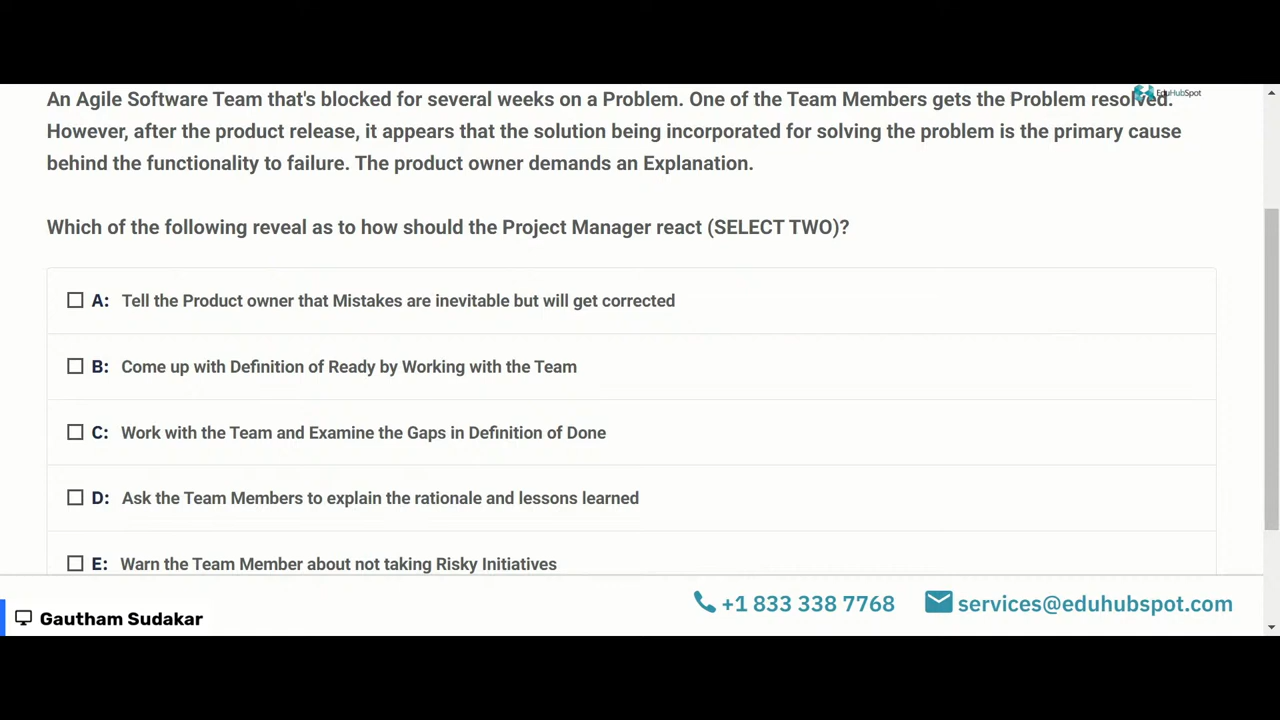 EduHubSpot
An Agile Software Team that's blocked for several weeks on a Problem. One of the Team Members gets the Problem resolved.
However, after the product release, it appears that the solution being incorporated for solving the problem is the primary cause
behind the functionality to failure. The product owner demands an Explanation.
Which of the following reveal as to how should the Project Manager react (SELECT TWO)?
A: Tell the Product owner that Mistakes are inevitable but will get corrected
B: Come up with Definition of Ready by Working with the Team
C: Work with the Team and Examine the Gaps in Definition of Done
D: Ask the Team Members to explain the rationale and lessons learned
E: Warn the Team Member about not taking Risky Initiatives
+1 833 338 7768 services@eduhubspot.com
Gautham Sudakar